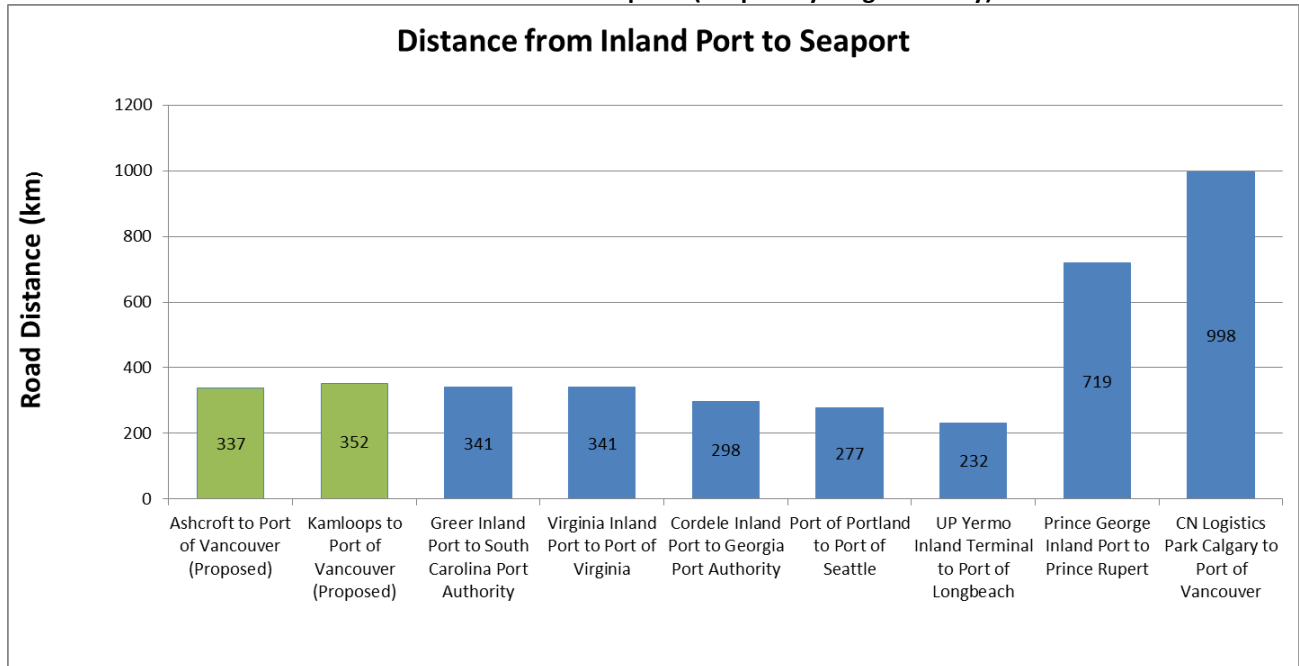 Distance from Inland Port to Seaport
Road Distance (km)
1200
1000
800
600
400
200
0
337
352
341
341
298
277
232
719
998
Ashcroft to Port
of Vancouver
(Proposed)
Kamloops to
Port of
Vancouver
(Proposed)
Greer Inland
Port to South
Carolina Port
Authority
Virginia Inland
Port to Port of
Virginia
Cordele Inland
Port to Georgia
Port Authority
Port of Portland
to Port of
Seattle
UP Yermo
Inland Terminal
to Port of
Longbeach
Prince George
Inland Port to
Prince Rupert
CN Logistics
Park Calgary to
Port of
Vancouver